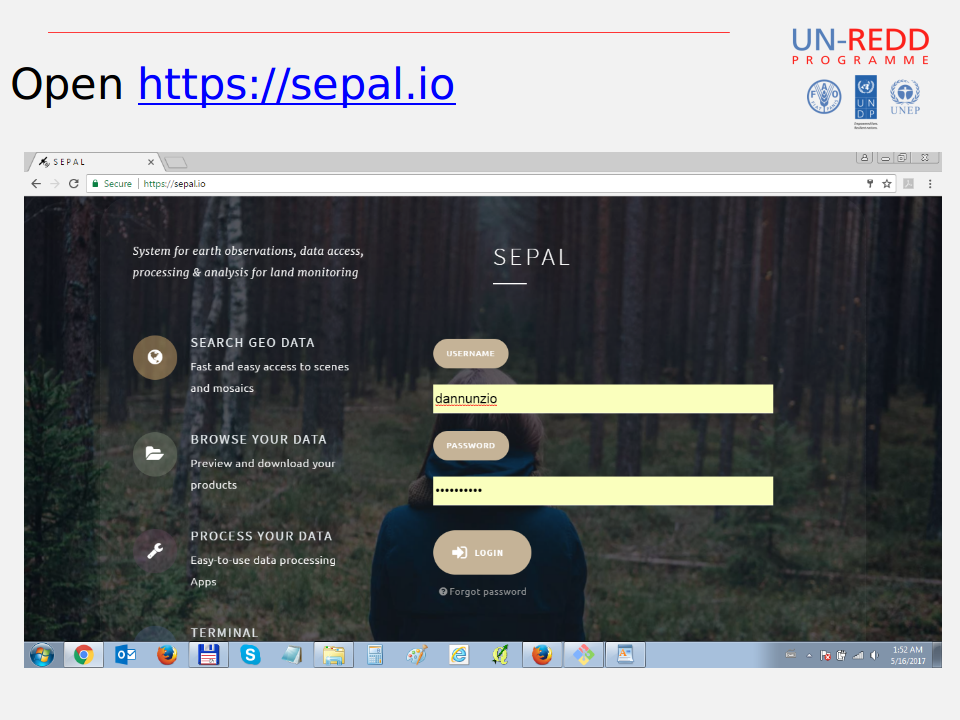 UN-REDD
PROGRAMME
Open https://sepal.io
FAO
FIAT PANIS
U N
D P
UNEP
SEPAL
Secure
https://sepal.io
System for earth observations, data access,
processing & analysis for land monitoring
SEPAL
SEARCH GEO DATA
Fast and easy access to scenes
and mosaics
BROWSE YOUR DATA
Preview and download your
products
PROCESS YOUR DATA
Easy-to-use data processing
Apps
TERMINAL
USERNAME
dannunzio
PASSWORD
••••••••••
LOGIN
Forgot password
1:52 AM
5/16/2017